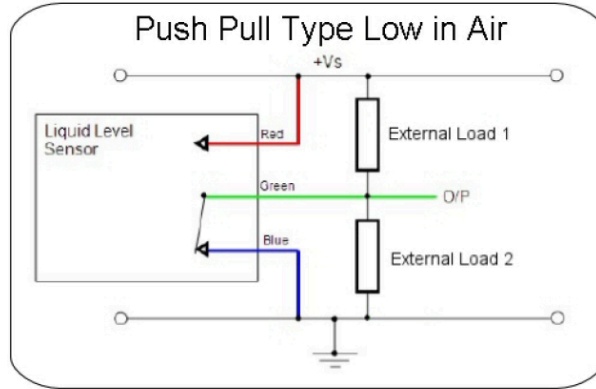 Push Pull Type Low in Air
+Vs
Liquid Level
Sensor
Red
External Load 1
Green
O/P
Blue
External Load 2